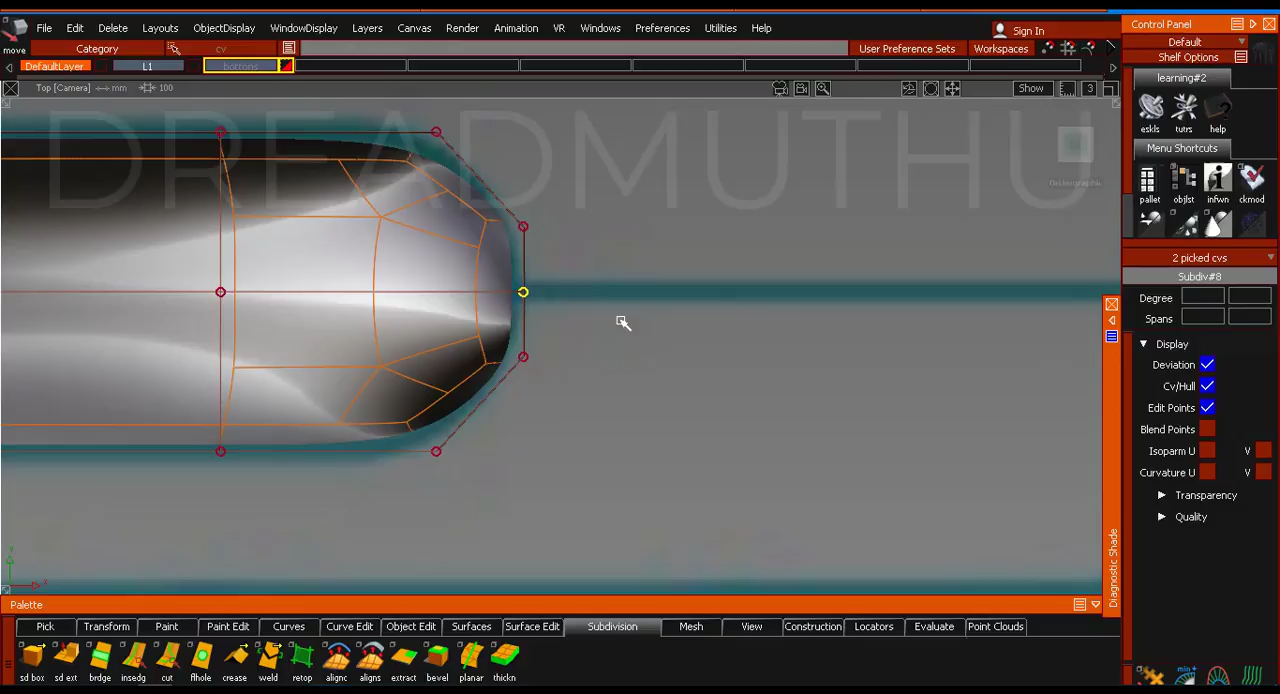 File Edit Delete Layouts ObjectDisplay WindowDisplay Layers Canvas Render Animation VR Windows Preferences Utilities Help
Sign In
move Category cv User Preference Sets Workspaces
DefaultLayer L1 bottons
Top [Camera] mm 100 Show 3
DREADMUTHU
Orthographic
Control Panel
Default
Shelf Options
learning#2
eskls tutrs help
Menu Shortcuts
pallet objlst infwn ckmod
2 picked cvs
Subdiv#8
Degree
Spans
Display
Deviation
Cv/Hull
Edit Points
Blend Points
Isoparm U V
Curvature U V
Transparency
Quality
Diagnostic Shade
Palette
Pick Transform Paint Paint Edit Curves Curve Edit Object Edit Surfaces Surface Edit Subdivision Mesh View Construction Locators Evaluate Point Clouds
sd box sd ext brdge insedg cut flhole crease weld retop alignc aligns extract bevel planar thickn